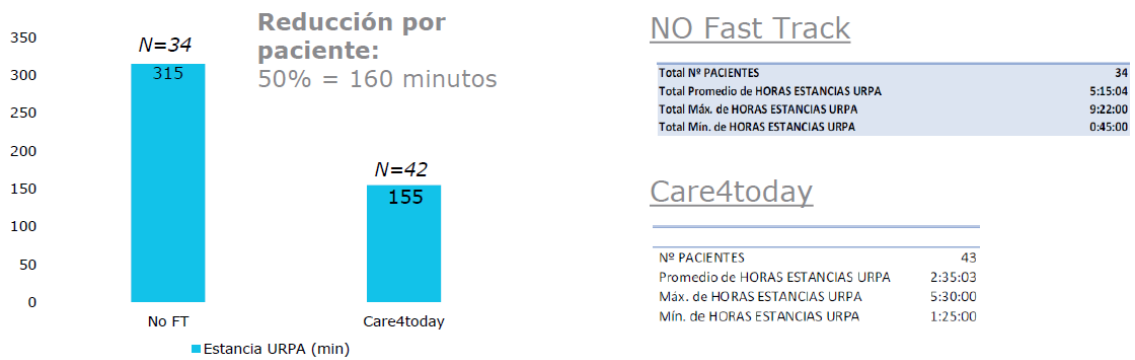 Reducción por
paciente:
50% = 160 minutos
350
300
250
200
150
100
50
0
N=34
315
N=42
155
No FT
Care4today
Estancia URPA (min)
NO Fast Track
Total Nº PACIENTES 34
Total Promedio de HORAS ESTANCIAS URPA 5:15:04
Total Máx. de HORAS ESTANCIAS URPA 9:22:00
Total Mín. de HORAS ESTANCIAS URPA 0:45:00
Care4today
Nº PACIENTES 43
Promedio de HORAS ESTANCIAS URPA 2:35:03
Máx. de HORAS ESTANCIAS URPA 5:30:00
Mín. de HORAS ESTANCIAS URPA 1:25:00